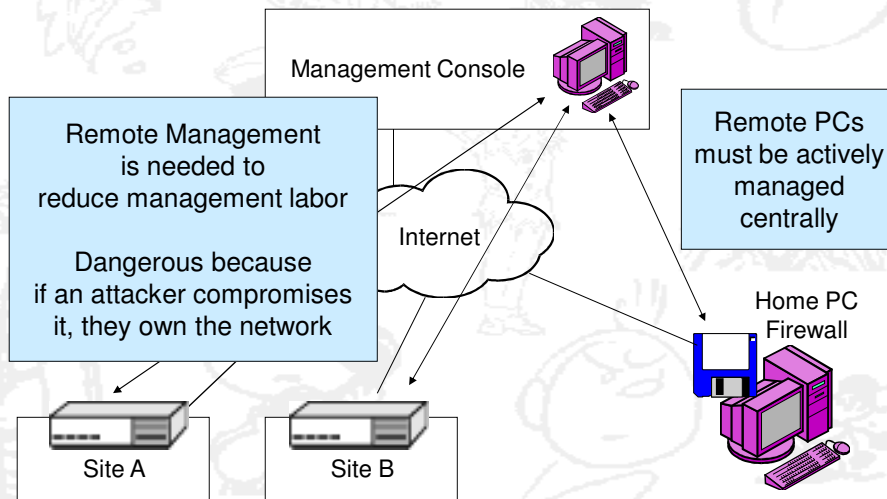 Management Console
Remote Management
is needed to
reduce management labor
Dangerous because
if an attacker compromises
it, they own the network
Remote PCs
must be actively
managed
centrally
Internet
Home PC
Firewall
Site A
Site B